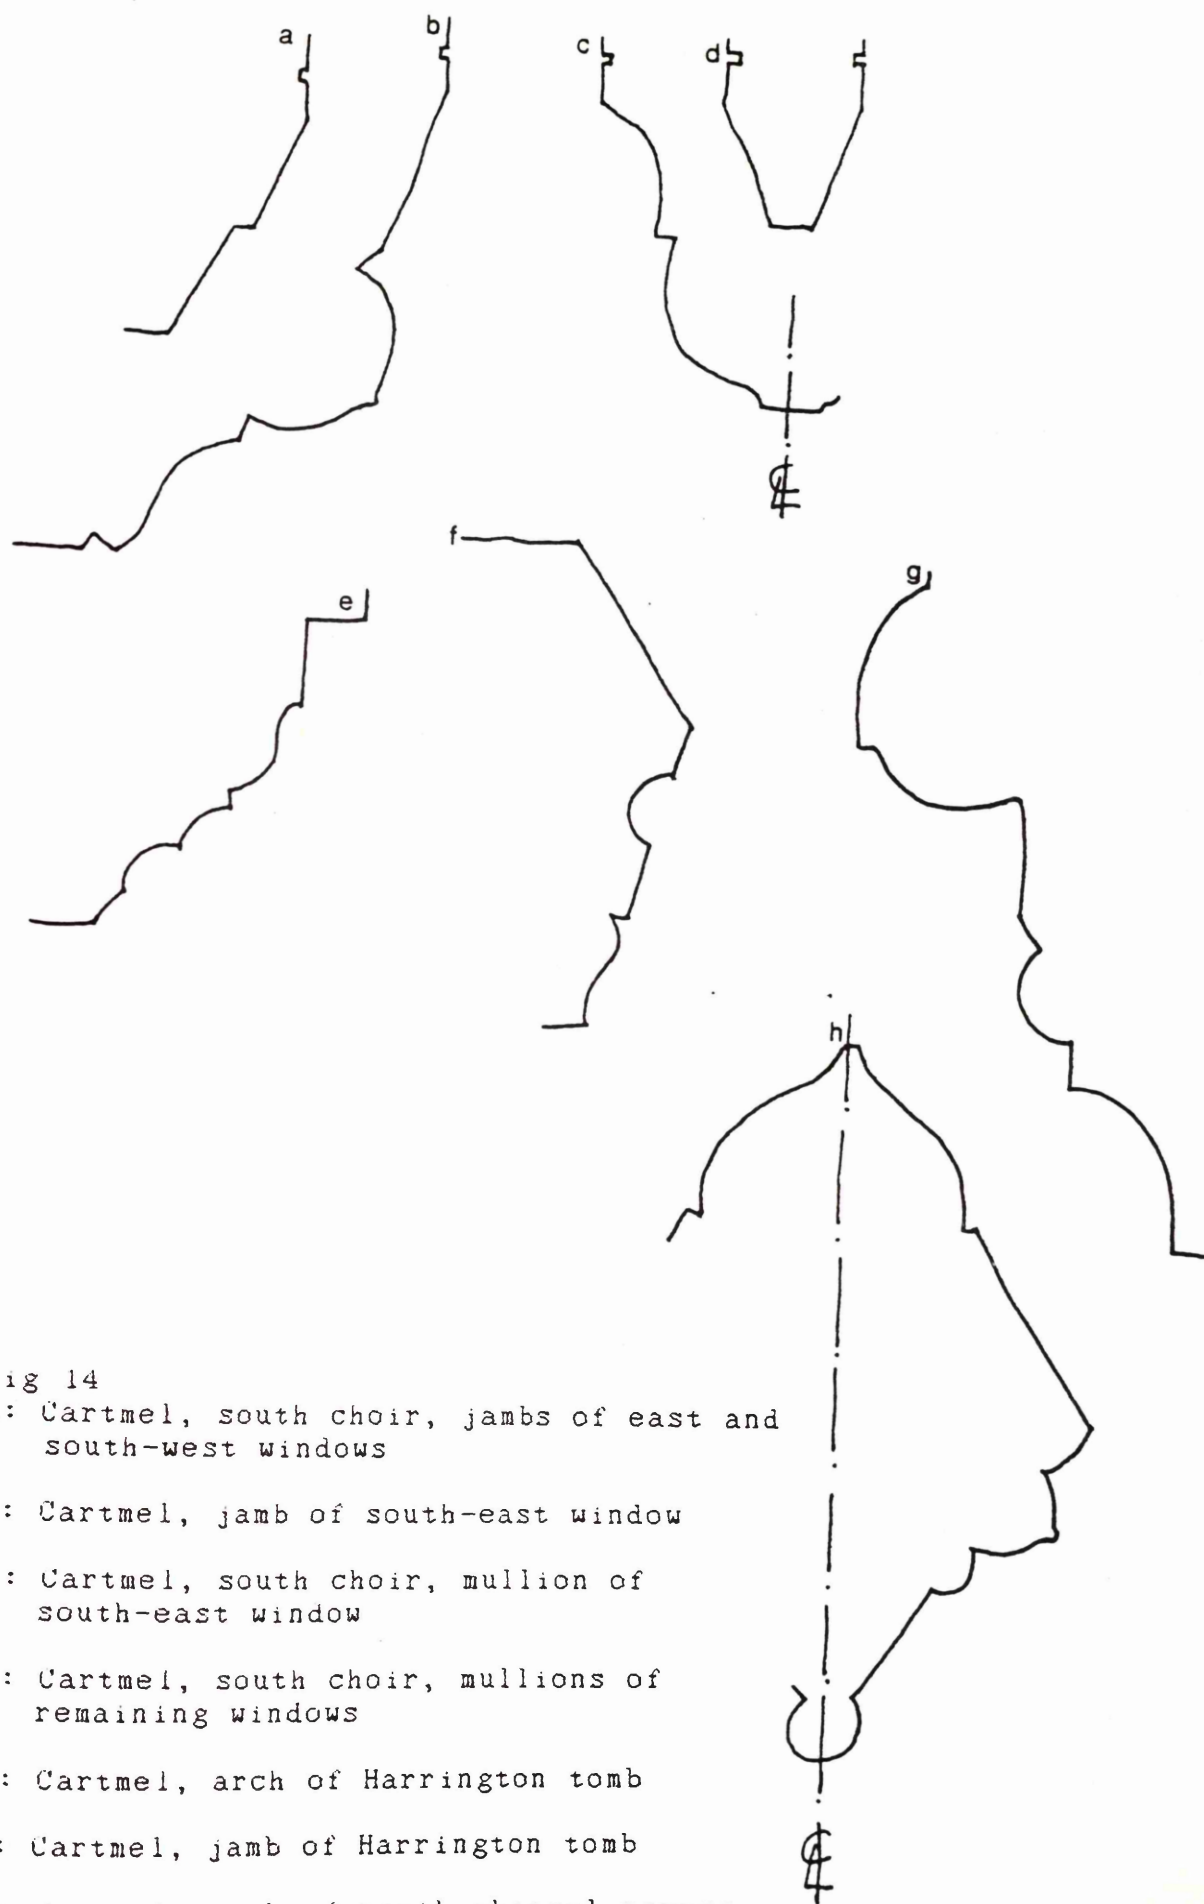 a
b
c
d
℄
e
f
g
h
℄
ig 14
: Cartmel, south choir, jambs of east and
south-west windows
: Cartmel, jamb of south-east window
: Cartmel, south choir, mullion of
south-east window
: Cartmel, south choir, mullions of
remaining windows
: Cartmel, arch of Harrington tomb
: Cartmel, jamb of Harrington tomb